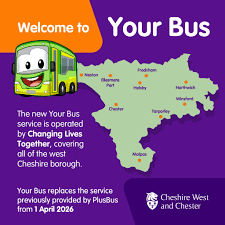 Welcome to
Your Bus
Frodsham
Neston
Ellesmere
Port
Helsby
Northwich
Winsford
Chester
Tarporley
Malpas
The new Your Bus
service is operated
by Changing Lives
Together, covering
all of the west
Cheshire borough.
Your Bus replaces the service
previously provided by PlusBus
from 1 April 2026
Cheshire West
and Chester